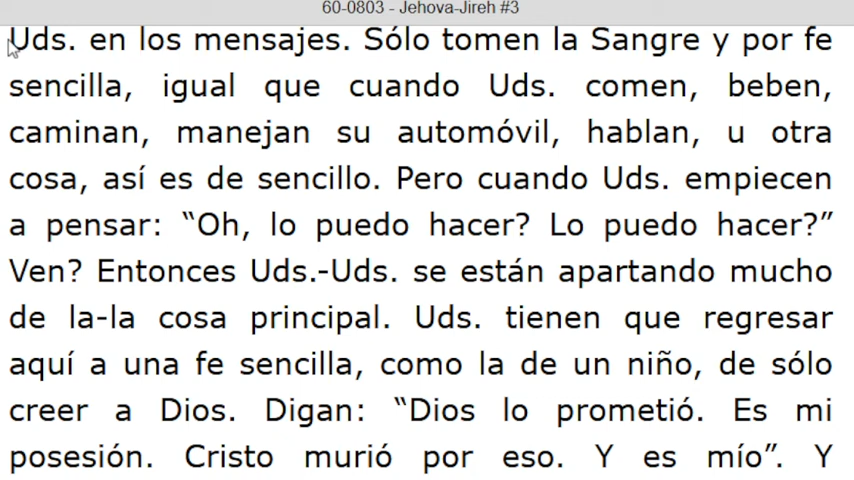 60-0803 - Jehova-Jireh #3
Uds. en los mensajes. Sólo tomen la Sangre y por fe
sencilla, igual que cuando Uds. comen, beben,
caminan, manejan su automóvil, hablan, u otra
cosa, así es de sencillo. Pero cuando Uds. empiecen
a pensar: “Oh, lo puedo hacer? Lo puedo hacer?”
Ven? Entonces Uds.-Uds. se están apartando mucho
de la-la cosa principal. Uds. tienen que regresar
aquí a una fe sencilla, como la de un niño, de sólo
creer a Dios. Digan: “Dios lo prometió. Es mi
posesión. Cristo murió por eso. Y es mío”. Y